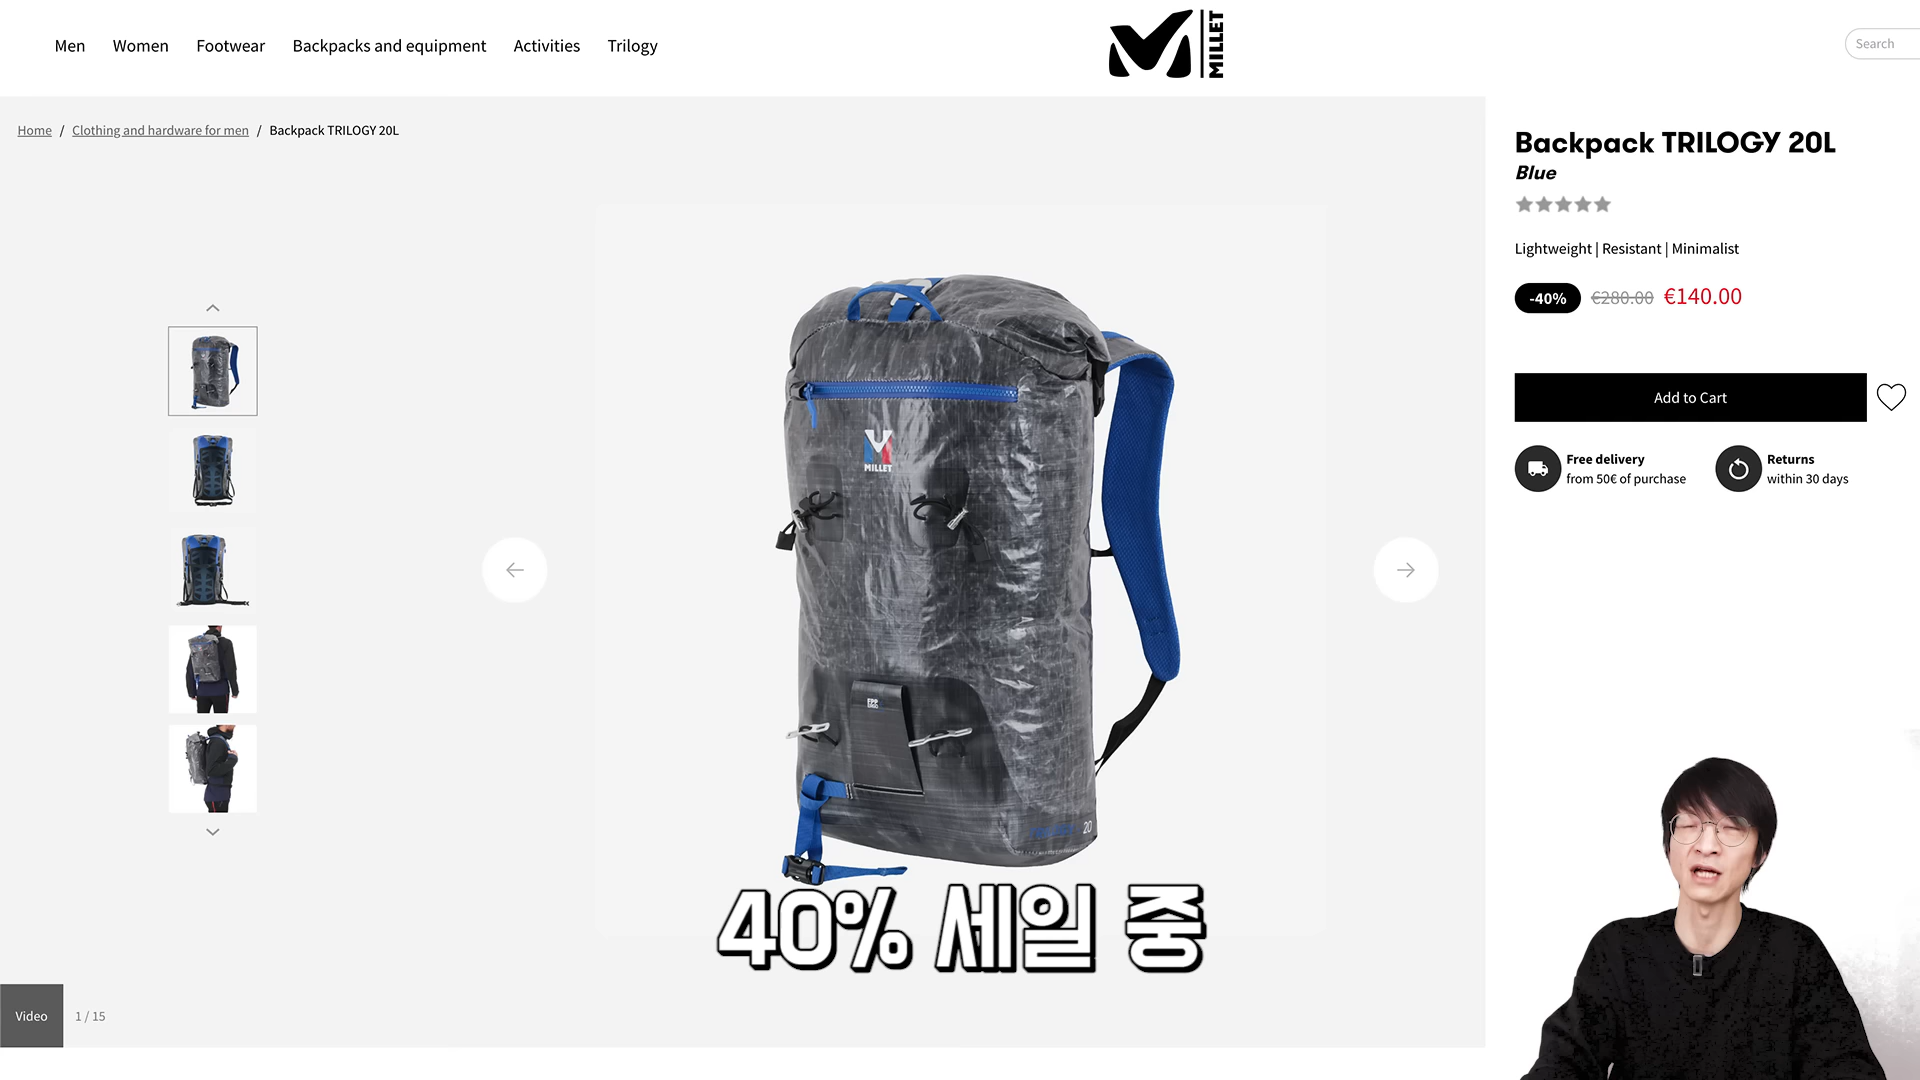 Men Women Footwear Backpacks and equipment Activities Trilogy
MILLET
Search
Home / Clothing and hardware for men / Backpack TRILOGY 20L
Backpack TRILOGY 20L
Blue
Lightweight | Resistant | Minimalist
-40% €280.00 €140.00
Add to Cart
Free delivery
from 50€ of purchase
Returns
within 30 days
MILLET
20
40% 세일 중
Video 1 / 15